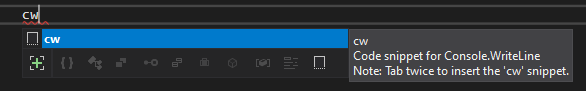 cw
cw
cw
Code snippet for Console.WriteLine
Note: Tab twice to insert the 'cw' snippet.